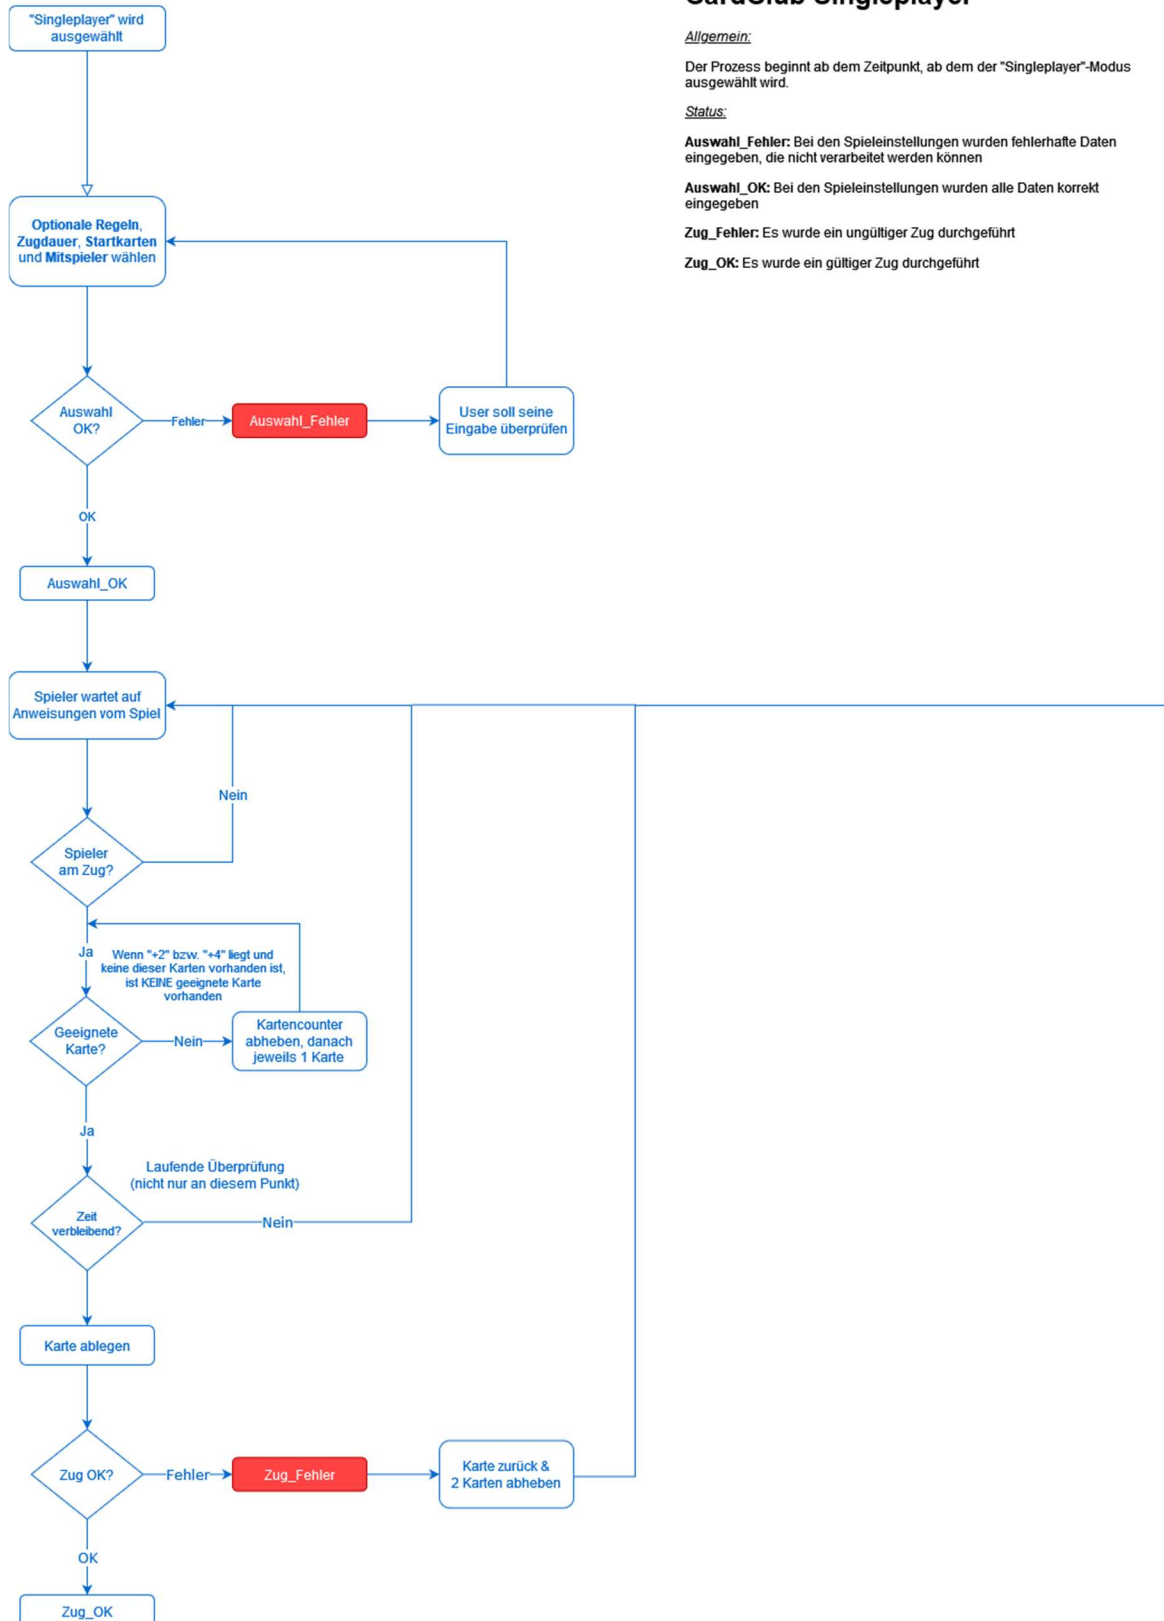 "Singleplayer" wird
ausgewählt
CardClub Singleplayer
Allgemein:
Der Prozess beginnt ab dem Zeitpunkt, ab dem der "Singleplayer"-Modus
ausgewählt wird.
Status:
Auswahl_Fehler: Bei den Spieleinstellungen wurden fehlerhafte Daten
eingegeben, die nicht verarbeitet werden können
Auswahl_OK: Bei den Spieleinstellungen wurden alle Daten korrekt
eingegeben
Zug_Fehler: Es wurde ein ungültiger Zug durchgeführt
Zug_OK: Es wurde ein gültiger Zug durchgeführt
Optionale Regeln,
Zugdauer, Startkarten
und Mitspieler wählen
Auswahl
OK?
Fehler
Auswahl_Fehler
User soll seine
Eingabe überprüfen
OK
Auswahl_OK
Spieler wartet auf
Anweisungen vom Spiel
Nein
Spieler
am Zug?
Ja
Wenn "+2" bzw. "+4" liegt und
keine dieser Karten vorhanden ist,
ist KEINE geeignete Karte
vorhanden
Geeignete
Karte?
Nein
Kartencounter
abheben, danach
jeweils 1 Karte
Ja
Laufende Überprüfung
(nicht nur an diesem Punkt)
Zeit
verbleibend?
Nein
Karte ablegen
Zug OK?
Fehler
Zug_Fehler
Karte zurück &
2 Karten abheben
OK
Zug_OK